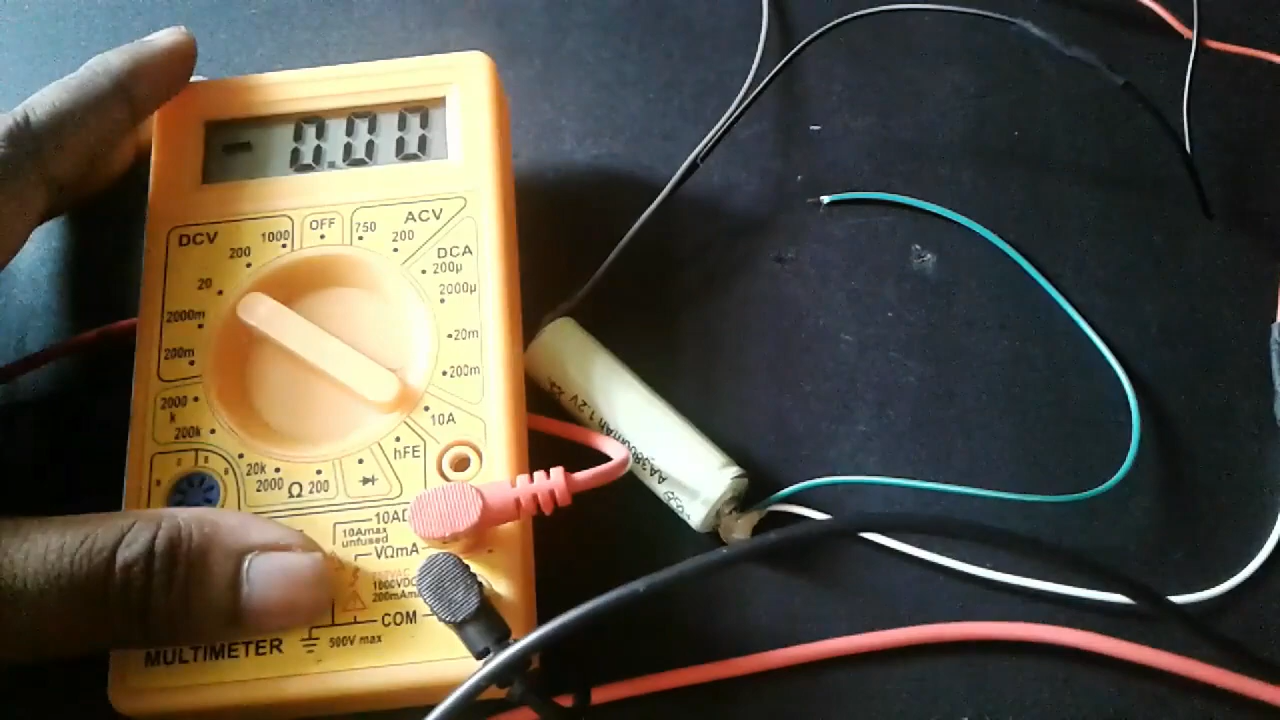 - 0.00
DCV
OFF
ACV
1000
750
200
200
DCA
200µ
20
2000µ
2000m
20m
200m
200m
2000
k
10A
200k
hFE
20k
2000
Ω
200
10A
10Amax
unfused
VΩmA
200mA
COM
500V max
MULTIMETER
1.2V